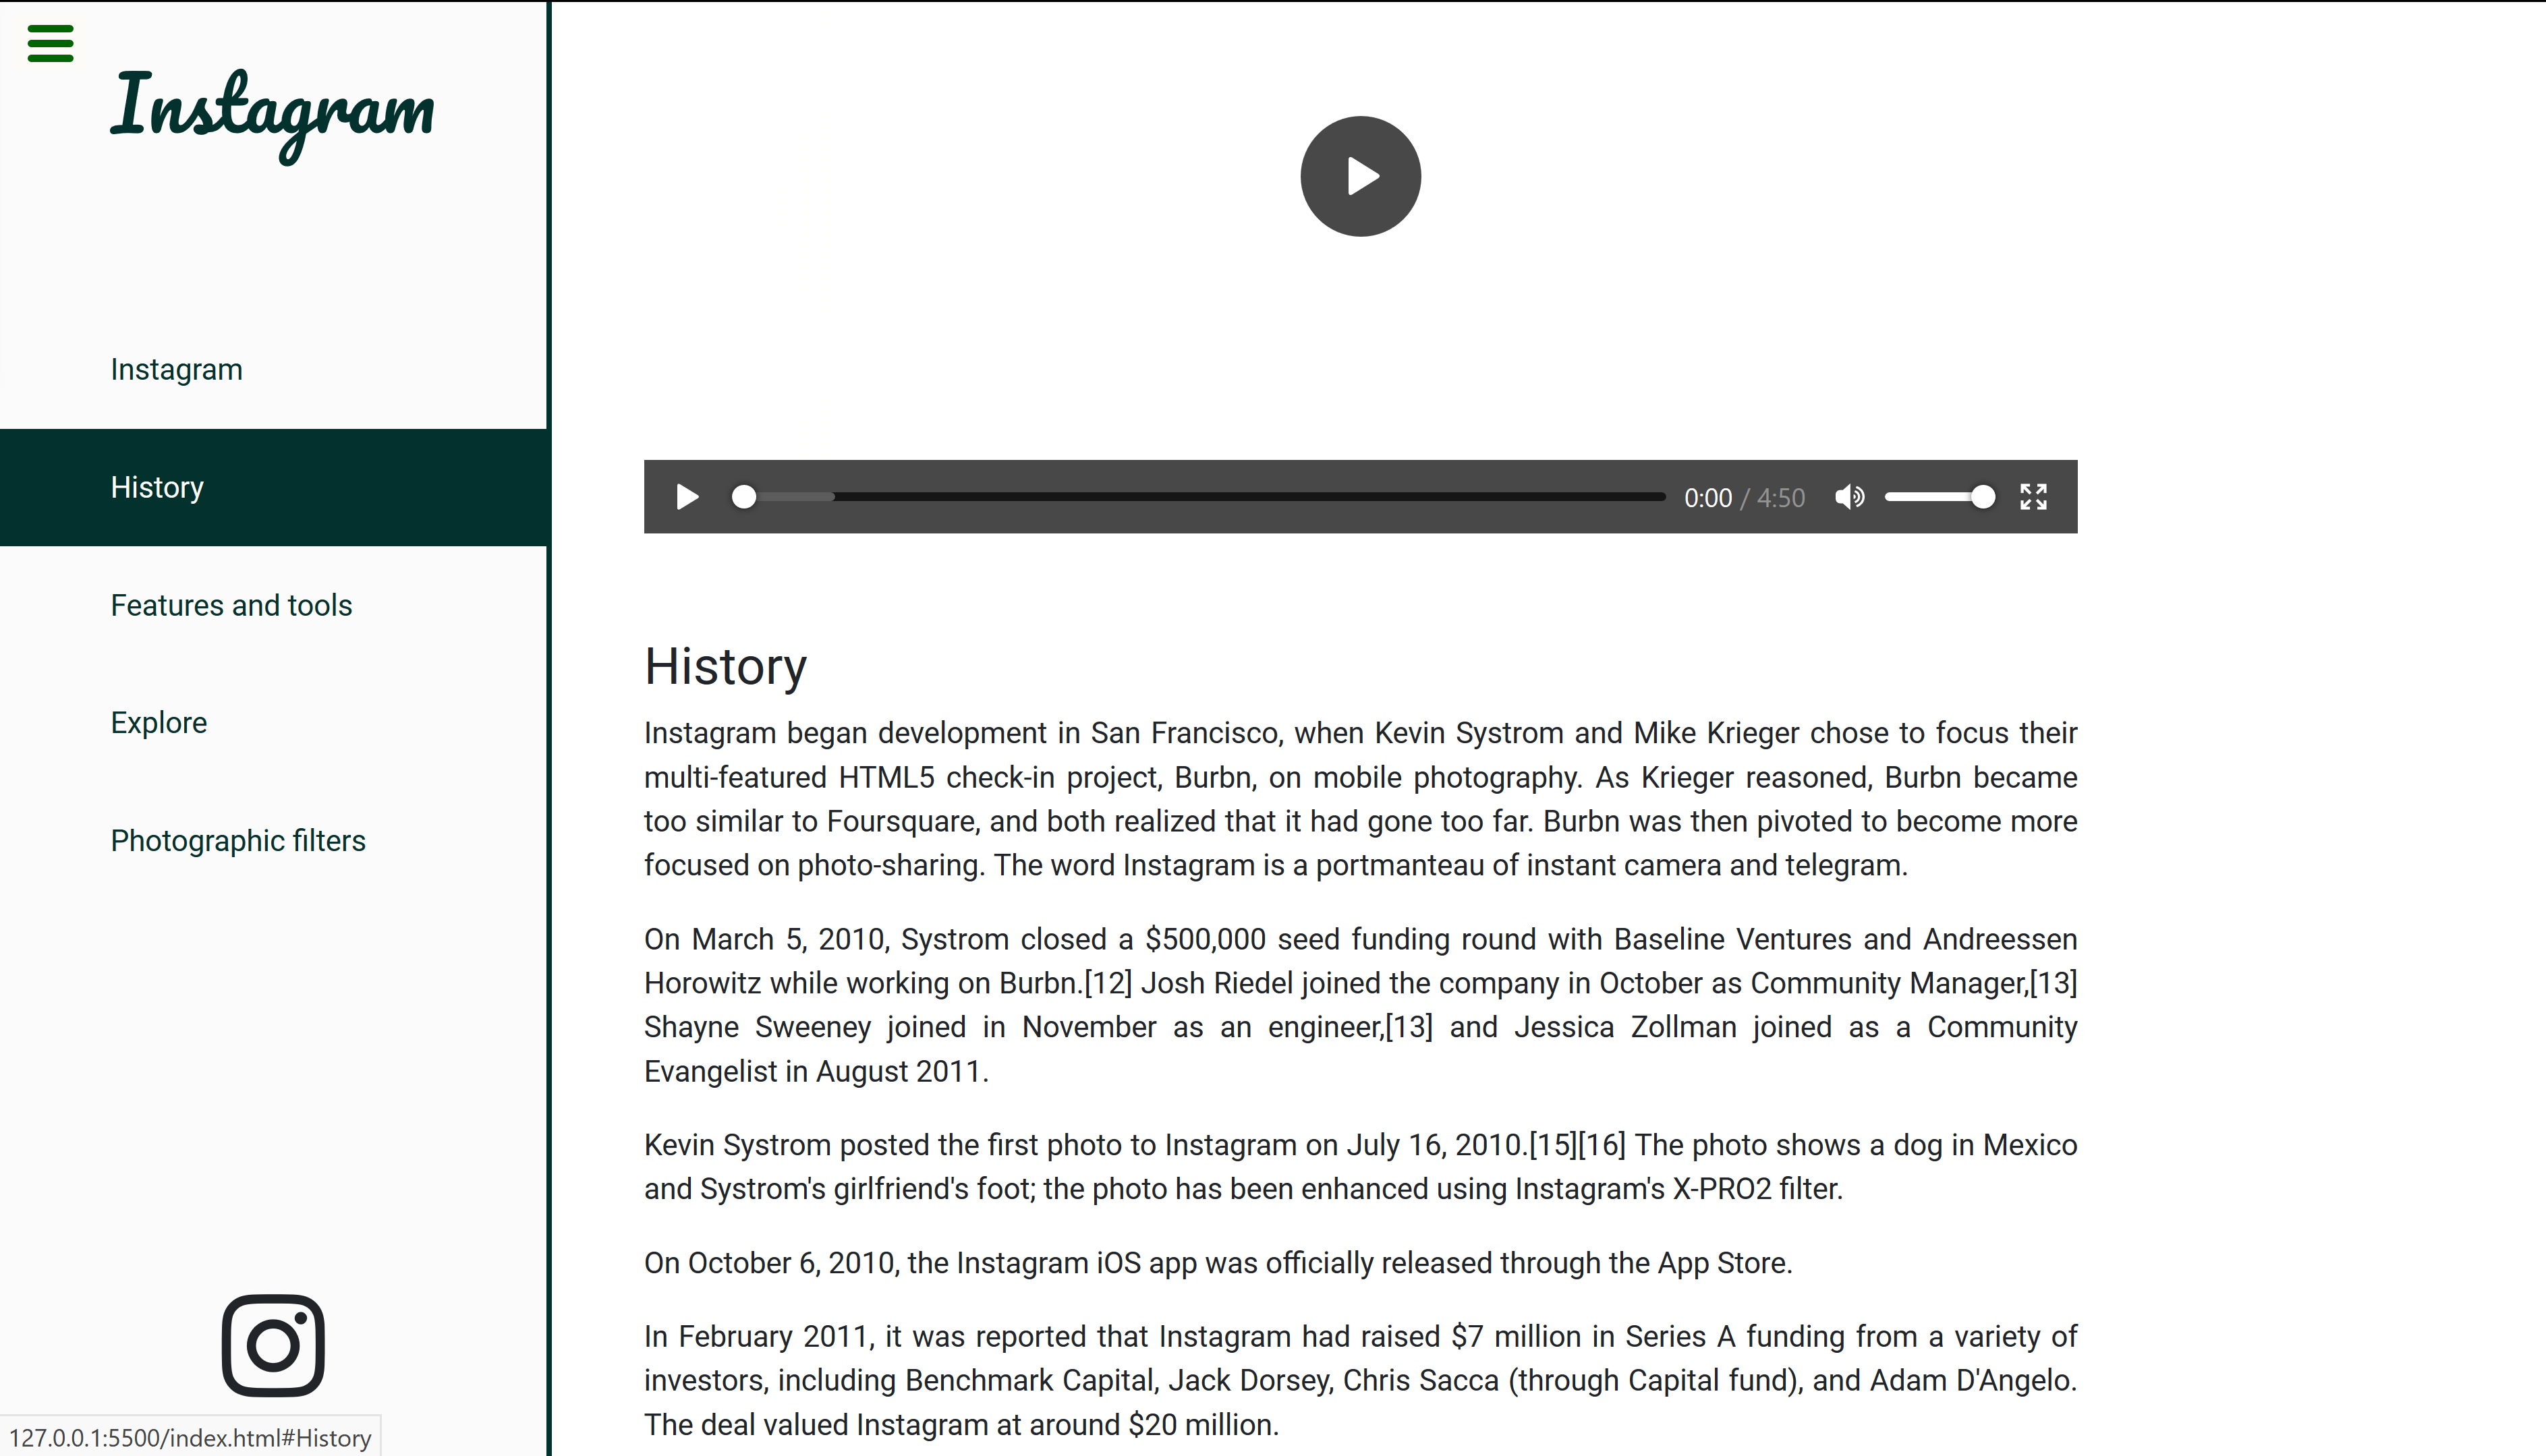 Instagram
Instagram
History
Features and tools
Explore
Photographic filters
127.0.0.1:5500/index.html#History
0:00 / 4:50
History
Instagram began development in San Francisco, when Kevin Systrom and Mike Krieger chose to focus their
multi-featured HTML5 check-in project, Burbn, on mobile photography. As Krieger reasoned, Burbn became
too similar to Foursquare, and both realized that it had gone too far. Burbn was then pivoted to become more
focused on photo-sharing. The word Instagram is a portmanteau of instant camera and telegram.
On March 5, 2010, Systrom closed a $500,000 seed funding round with Baseline Ventures and Andreessen
Horowitz while working on Burbn.[12] Josh Riedel joined the company in October as Community Manager,[13]
Shayne Sweeney joined in November as an engineer,[13] and Jessica Zollman joined as a Community
Evangelist in August 2011.
Kevin Systrom posted the first photo to Instagram on July 16, 2010.[15][16] The photo shows a dog in Mexico
and Systrom's girlfriend's foot; the photo has been enhanced using Instagram's X-PRO2 filter.
On October 6, 2010, the Instagram iOS app was officially released through the App Store.
In February 2011, it was reported that Instagram had raised $7 million in Series A funding from a variety of
investors, including Benchmark Capital, Jack Dorsey, Chris Sacca (through Capital fund), and Adam D'Angelo.
The deal valued Instagram at around $20 million.